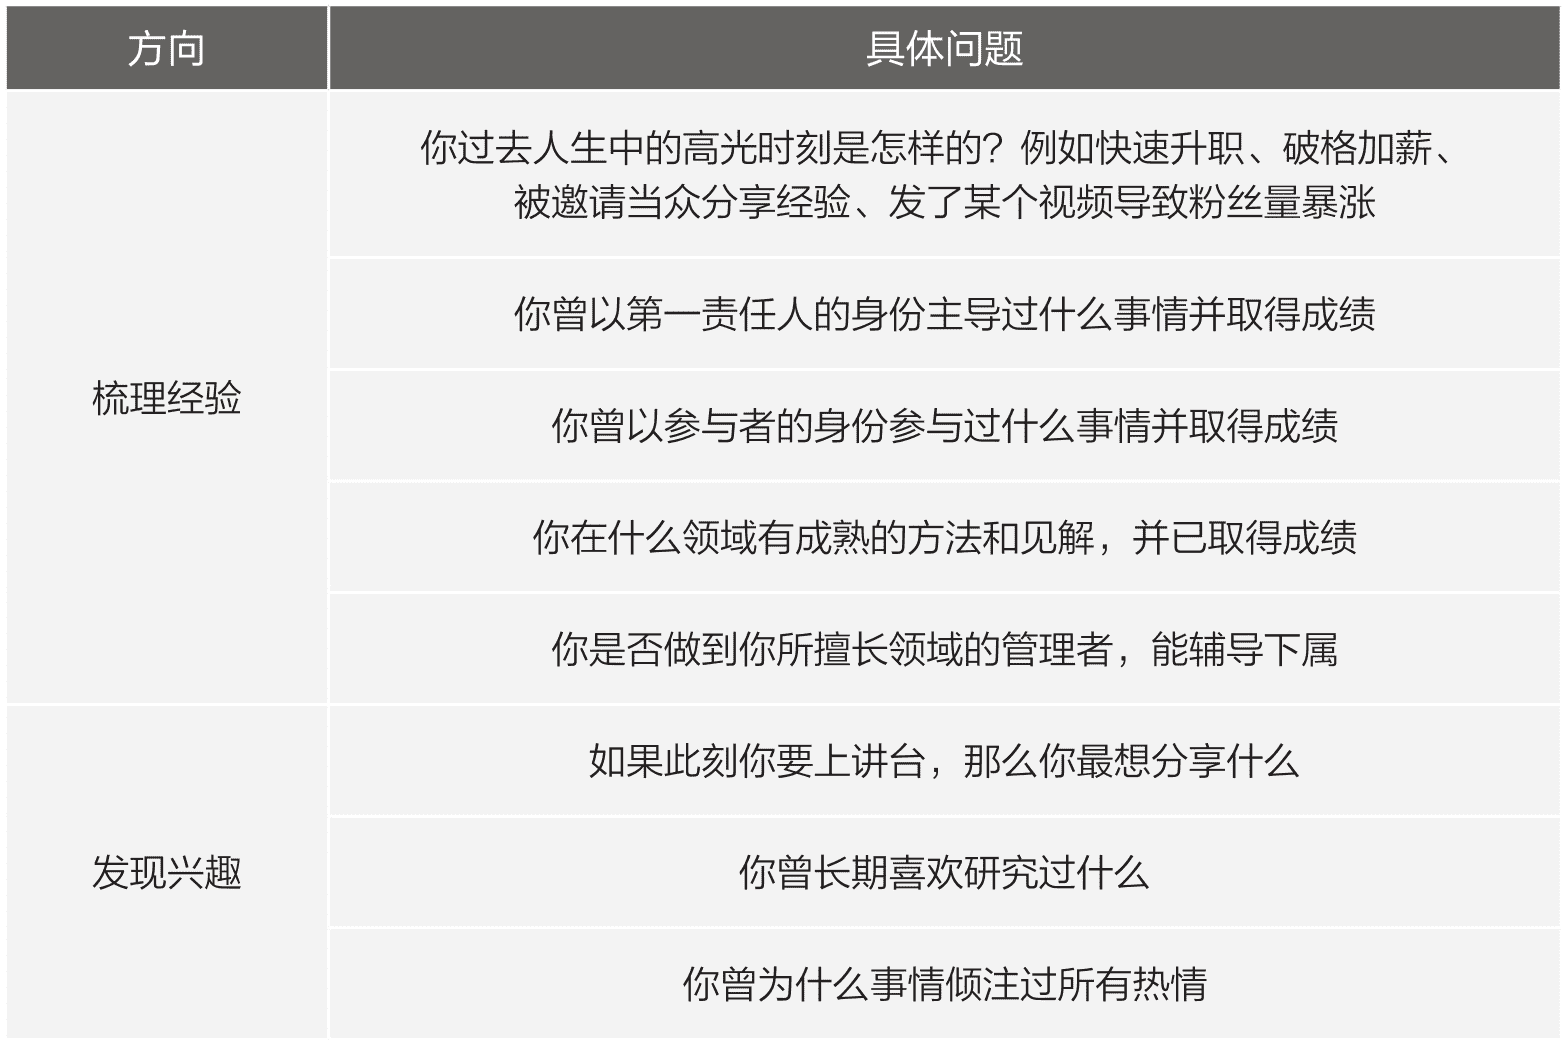 方向
具体问题
梳理经验
你过去人生中的高光时刻是怎样的？例如快速升职、破格加薪、
被邀请当众分享经验、发了某个视频导致粉丝量暴涨
你曾以第一责任人的身份主导过什么事情并取得成绩
你曾以参与者的身份参与过什么事情并取得成绩
你在什么领域有成熟的方法和见解，并已取得成绩
你是否做到你所擅长领域的管理者，能辅导下属
发现兴趣
如果此刻你要上讲台，那么你最想分享什么
你曾长期喜欢研究过什么
你曾为什么事情倾注过所有热情